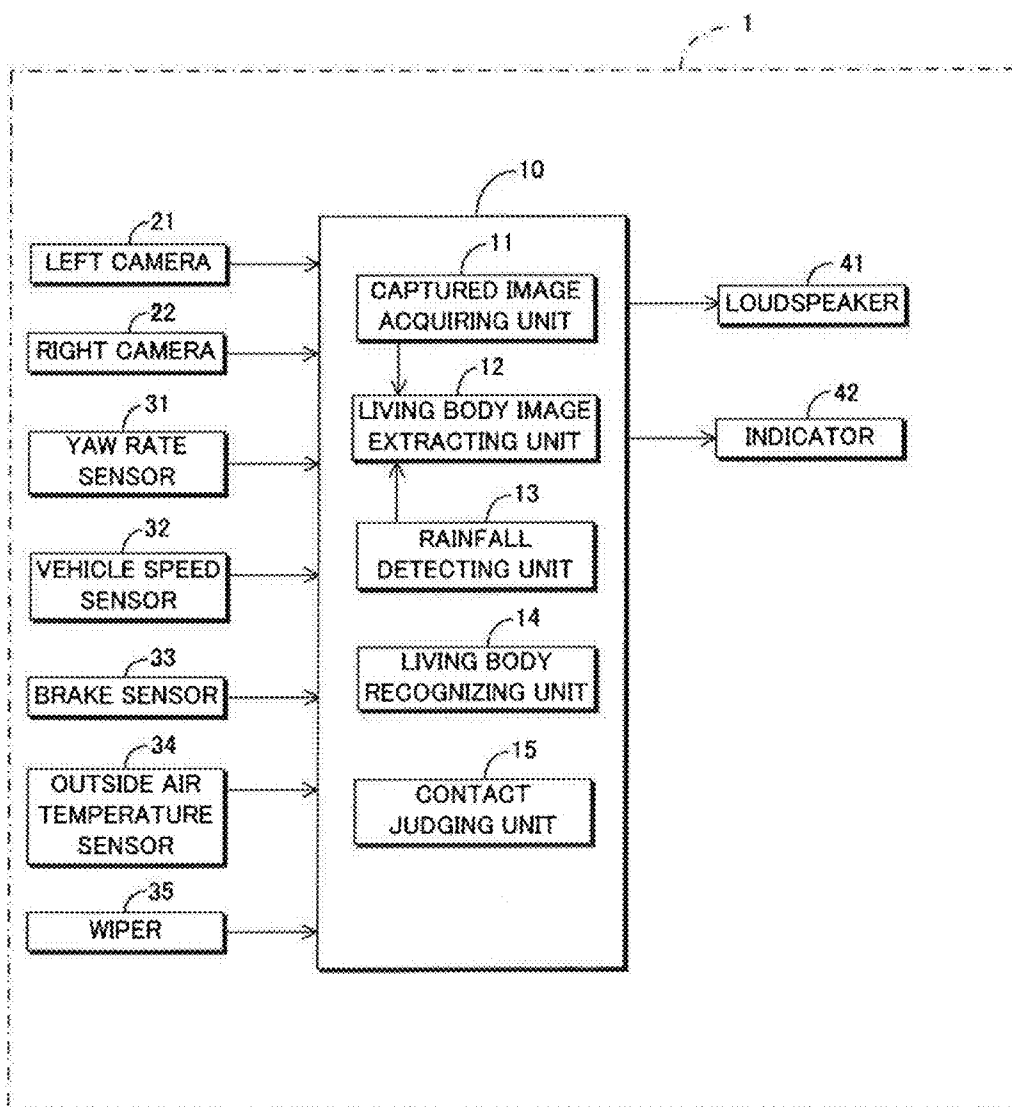 1
10
21
LEFT CAMERA
22
RIGHT CAMERA
31
YAW RATE
SENSOR
32
VEHICLE SPEED
SENSOR
33
BRAKE SENSOR
34
OUTSIDE AIR
TEMPERATURE
SENSOR
35
WIPER
11
CAPTURED IMAGE
ACQUIRING UNIT
12
LIVING BODY IMAGE
EXTRACTING UNIT
13
RAINFALL
DETECTING UNIT
14
LIVING BODY
RECOGNIZING UNIT
15
CONTACT
JUDGING UNIT
41
LOUDSPEAKER
42
INDICATOR